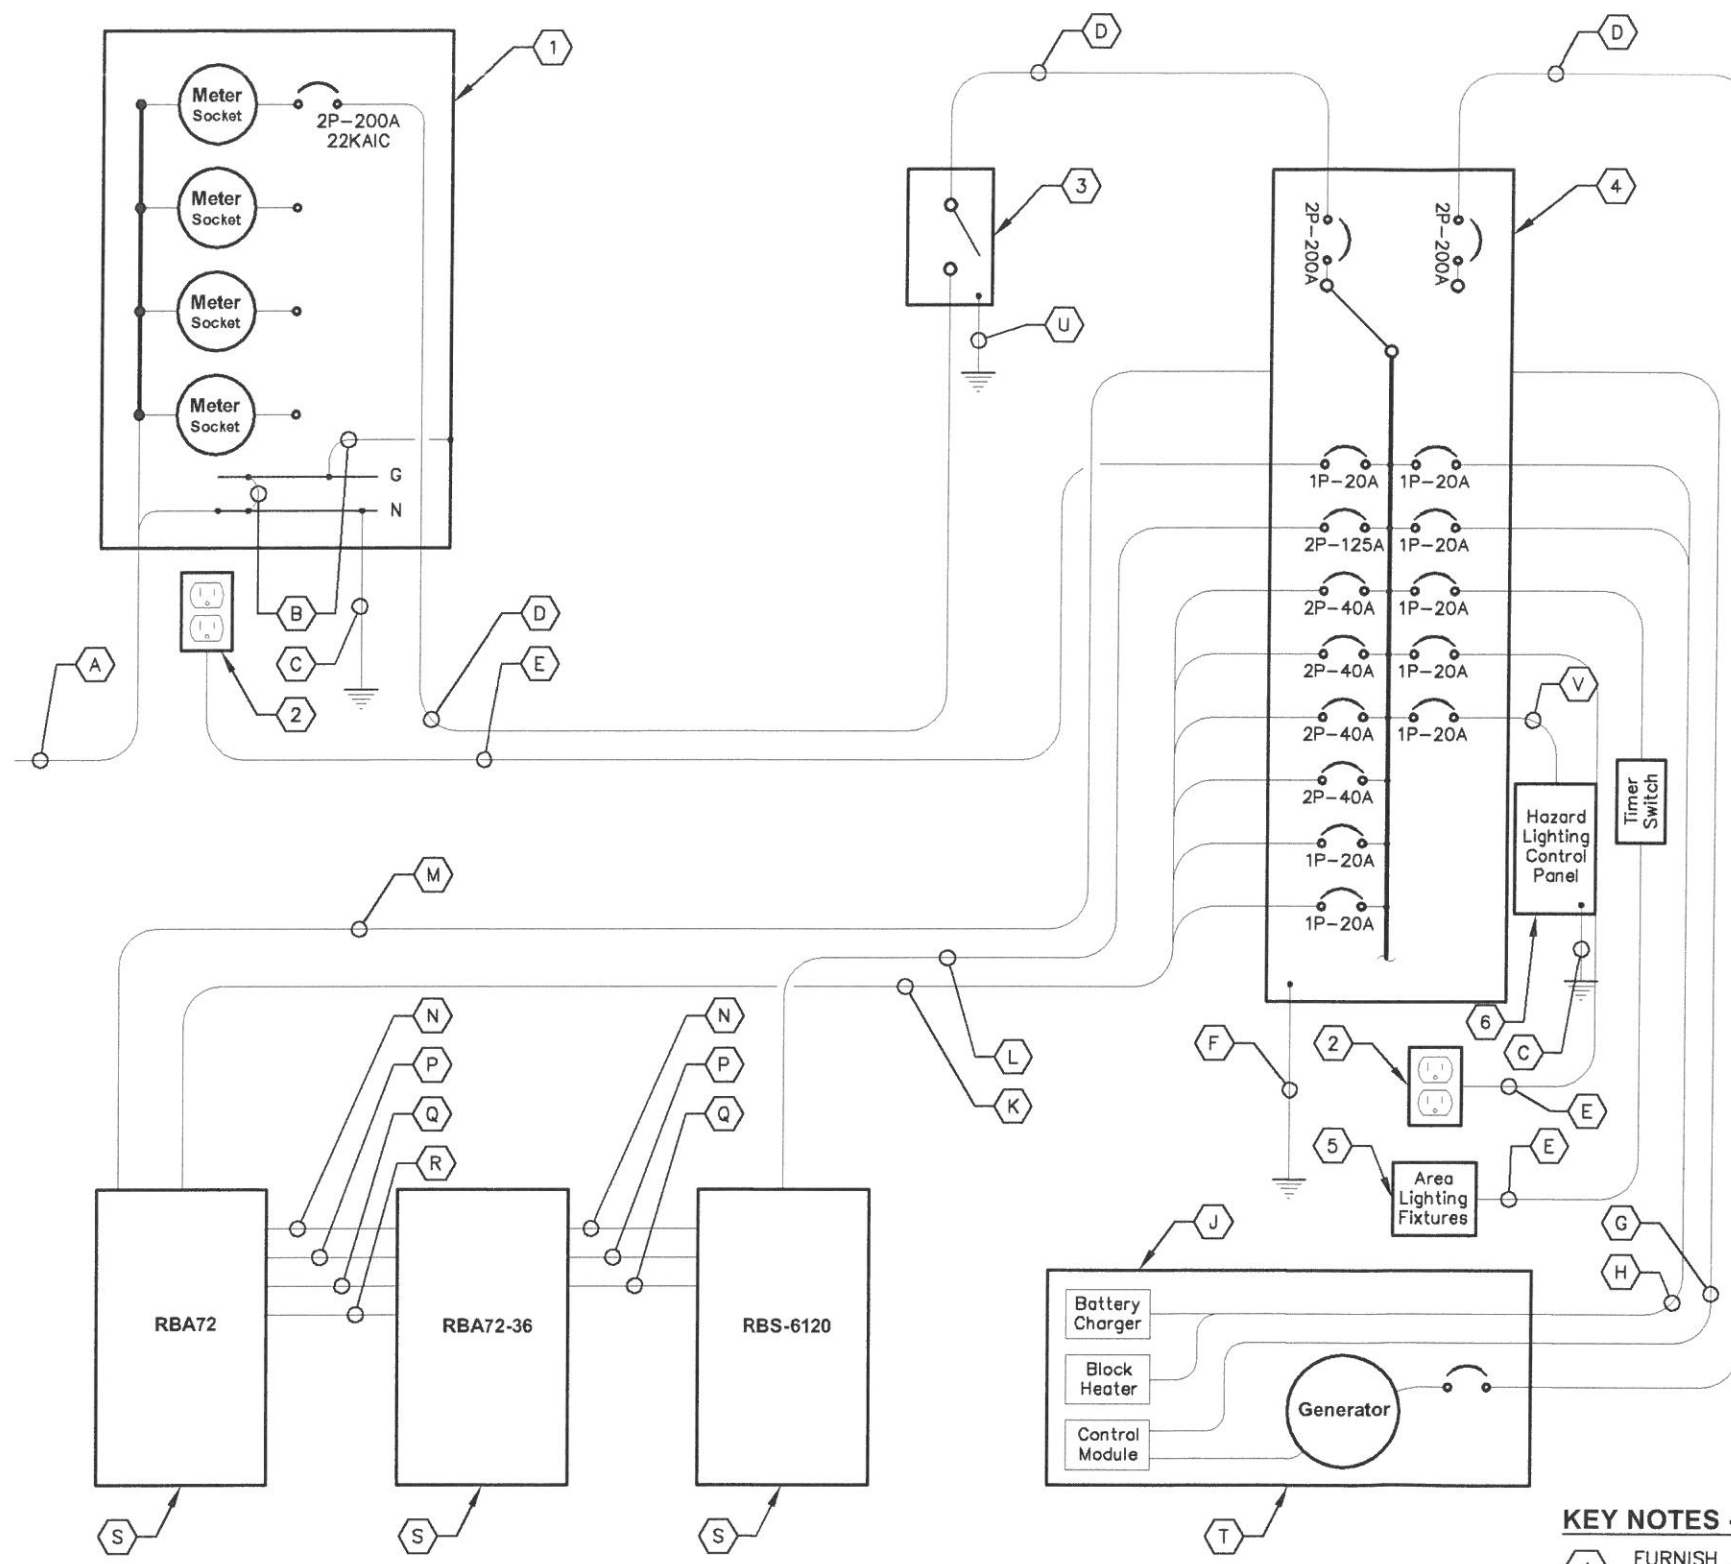 1
D
D
Meter
Socket
2P-200A
22KAIC
Meter
Socket
3
4
2P-200A
2P-200A
Meter
Socket
U
Meter
Socket
G
N
1P-20A
1P-20A
2P-125A
1P-20A
2P-40A
1P-20A
2P-40A
1P-20A
2P-40A
1P-20A
2P-40A
1P-20A
1P-20A
B
D
A
C
E
2
V
Timer
Switch
Hazard
Lighting
Control
Panel
M
N
N
6
P
P
L
F
2
C
Q
Q
K
E
R
5
E
Area
Lighting
Fixtures
J
G
H
RBA72
RBA72-36
RBS-6120
Battery
Charger
Block
Heater
Control
Module
Generator
S
S
S
T
KEY NOTES -
1
FURNISH